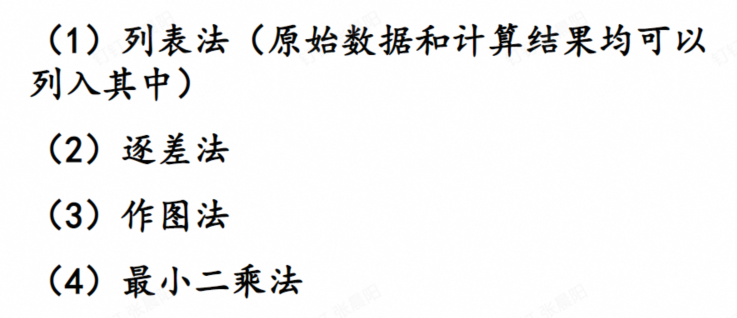 （1）列表法（原始数据和计算结果均可以
列入其中）
（2）逐差法
（3）作图法
（4）最小二乘法